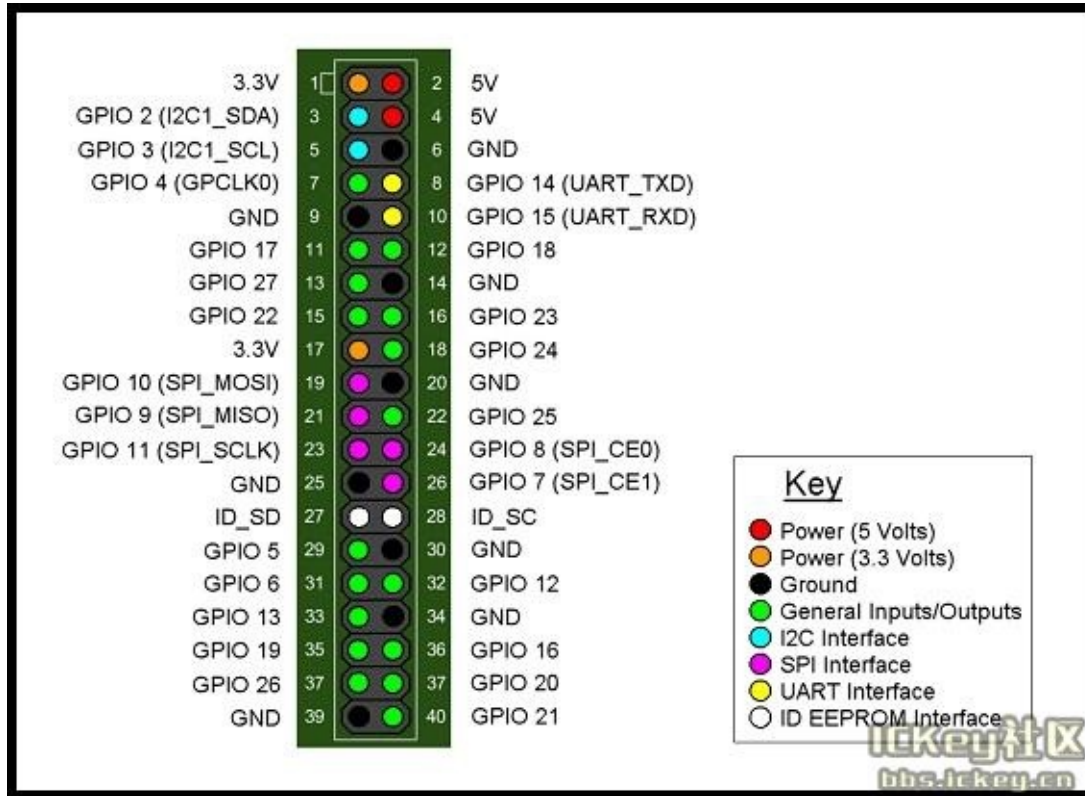 3.3V 1 2 5V
GPIO 2 (I2C1_SDA) 3 4 5V
GPIO 3 (I2C1_SCL) 5 6 GND
GPIO 4 (GPCLK0) 7 8 GPIO 14 (UART_TXD)
GND 9 10 GPIO 15 (UART_RXD)
GPIO 17 11 12 GPIO 18
GPIO 27 13 14 GND
GPIO 22 15 16 GPIO 23
3.3V 17 18 GPIO 24
GPIO 10 (SPI_MOSI) 19 20 GND
GPIO 9 (SPI_MISO) 21 22 GPIO 25
GPIO 11 (SPI_SCLK) 23 24 GPIO 8 (SPI_CE0)
GND 25 26 GPIO 7 (SPI_CE1)
ID_SD 27 28 ID_SC
GPIO 5 29 30 GND
GPIO 6 31 32 GPIO 12
GPIO 13 33 34 GND
GPIO 19 35 36 GPIO 16
GPIO 26 37 37 GPIO 20
GND 39 40 GPIO 21
Key
Power (5 Volts)
Power (3.3 Volts)
Ground
General Inputs/Outputs
I2C Interface
SPI Interface
UART Interface
ID EEPROM Interface
ICKey社区
bbs.ickey.cn